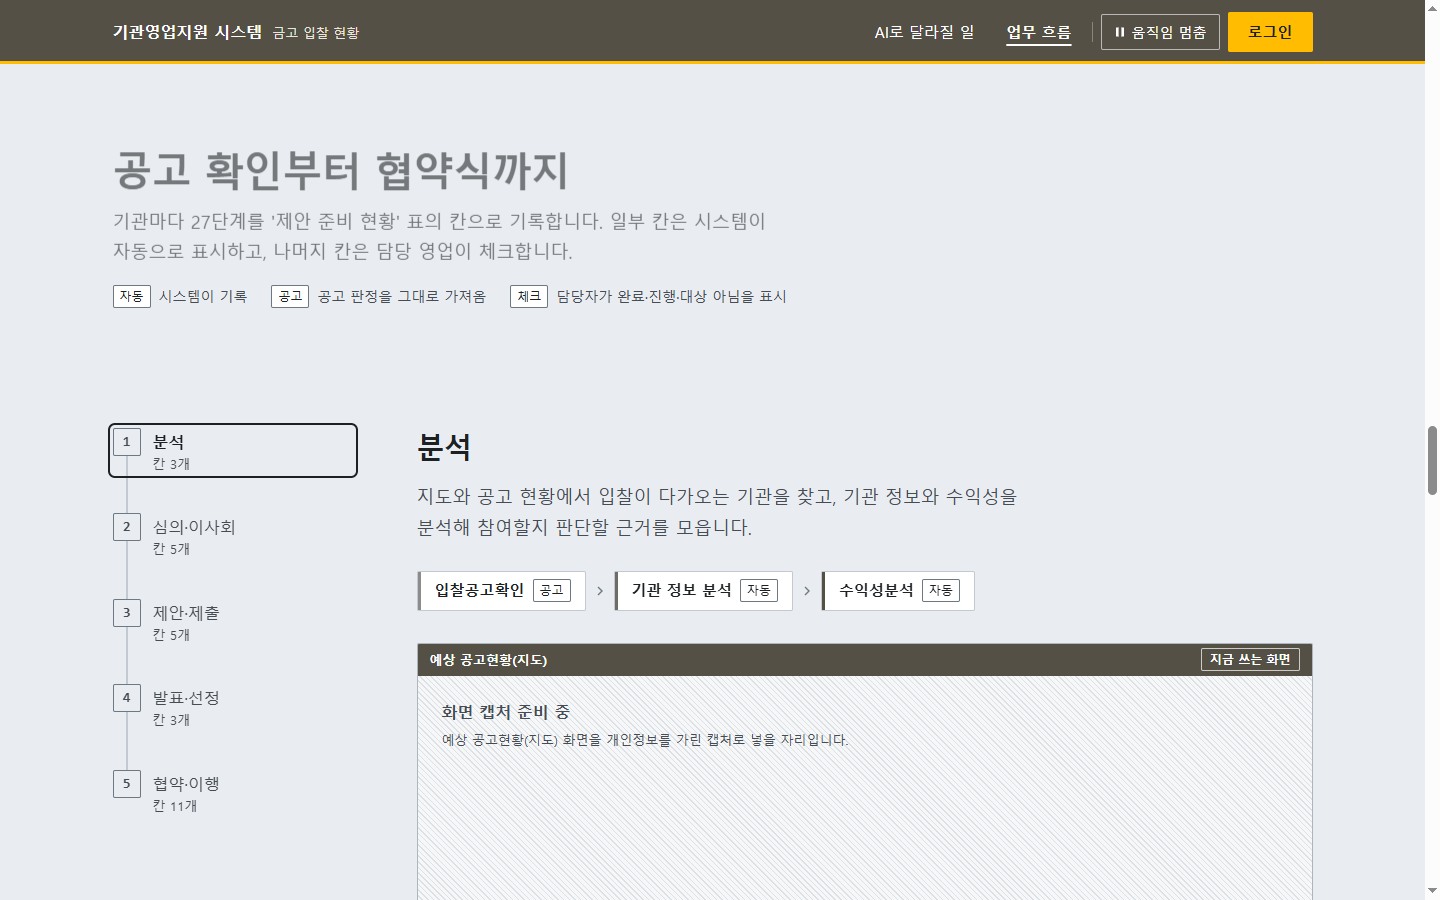 기관영업지원 시스템 금고 입찰 현황
AI로 달라질 일
업무 흐름
움직임 멈춤
로그인
공고 확인부터 협약식까지
기관마다 27단계를 '제안 준비 현황' 표의 칸으로 기록합니다. 일부 칸은 시스템이
자동으로 표시하고, 나머지 칸은 담당 영업이 체크합니다.
자동 시스템이 기록 공고 공고 판정을 그대로 가져옴 체크 담당자가 완료·진행·대상 아님을 표시
1 분석
칸 3개
2 심의·이사회
칸 5개
3 제안·제출
칸 5개
4 발표·선정
칸 3개
5 협약·이행
칸 11개
분석
지도와 공고 현황에서 입찰이 다가오는 기관을 찾고, 기관 정보와 수익성을
분석해 참여할지 판단할 근거를 모읍니다.
입찰공고확인 공고 › 기관 정보 분석 자동 › 수익성분석 자동
예상 공고현황(지도)
지금 쓰는 화면
화면 캡처 준비 중
예상 공고현황(지도) 화면을 개인정보를 가린 캡처로 넣을 자리입니다.